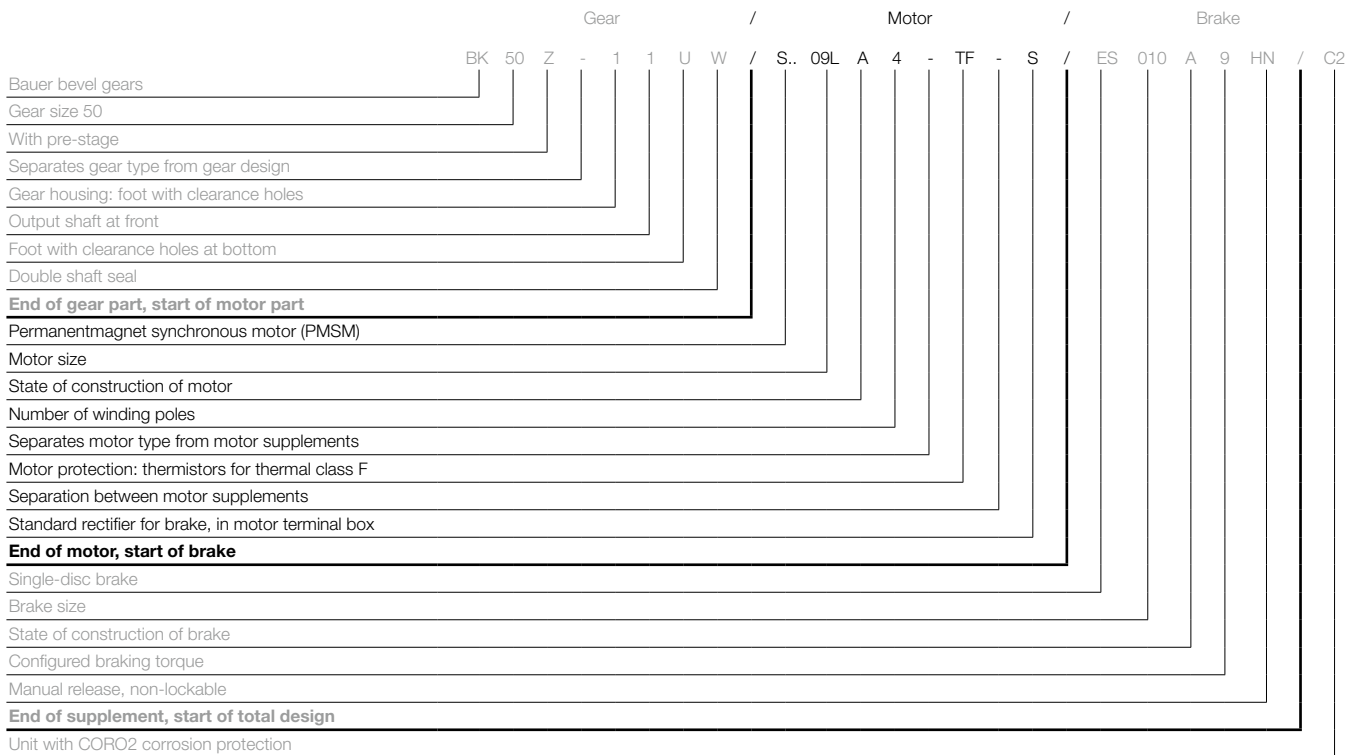 Gear / Motor / Brake
BK 50 Z - 1 1 U W / S.. 09L A 4 - TF - S / ES 010 A 9 HN / C2
Bauer bevel gears
Gear size 50
With pre-stage
Separates gear type from gear design
Gear housing: foot with clearance holes
Output shaft at front
Foot with clearance holes at bottom
Double shaft seal
End of gear part, start of motor part
Permanentmagnet synchronous motor (PMSM)
Motor size
State of construction of motor
Number of winding poles
Separates motor type from motor supplements
Motor protection: thermistors for thermal class F
Separation between motor supplements
Standard rectifier for brake, in motor terminal box
End of motor, start of brake
Single-disc brake
Brake size
State of construction of brake
Configured braking torque
Manual release, non-lockable
End of supplement, start of total design
Unit with CORO2 corrosion protection